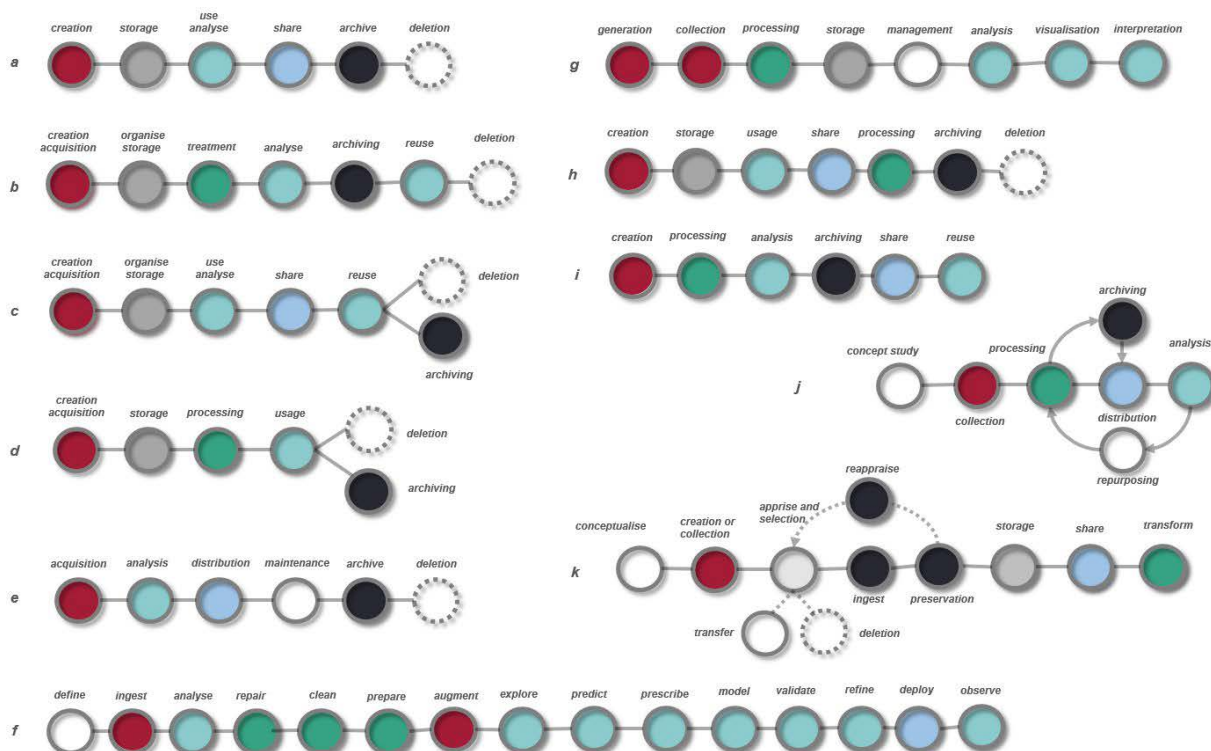 a
creation
storage
use
analyse
share
archive
deletion
b
creation
acquisition
organise
storage
treatment
analyse
archiving
reuse
deletion
c
creation
acquisition
organise
storage
use
analyse
share
reuse
deletion
archiving
d
creation
acquisition
storage
processing
usage
deletion
archiving
e
acquisition
analysis
distribution
maintenance
archive
deletion
f
define
ingest
analyse
repair
clean
prepare
augment
explore
predict
prescribe
model
validate
refine
deploy
observe
g
generation
collection
processing
storage
management
analysis
visualisation
interpretation
h
creation
storage
usage
share
processing
archiving
deletion
i
creation
processing
analysis
archiving
share
reuse
j
concept study
collection
processing
archiving
distribution
analysis
repurposing
k
conceptualise
creation or
collection
apprise and
selection
reappraise
transfer
deletion
ingest
preservation
storage
share
transform